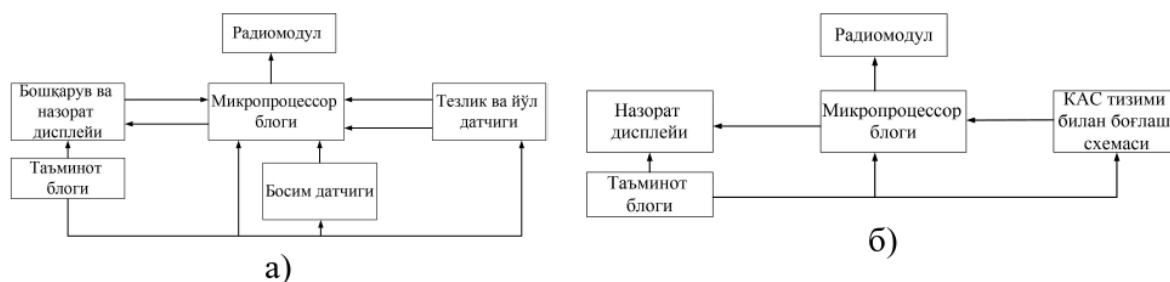 Радиомодул
Бошқарув ва
назорат
дисплейи
Микропроцессор
блоги
Тезлик ва йўл
датчиги
Таъминот
блоги
Босим датчиги
а)
Радиомодул
Назорат
дисплейи
Микропроцессор
блоги
КАС тизими
билан боғлаш
схемаси
Таъминот
блоги
б)